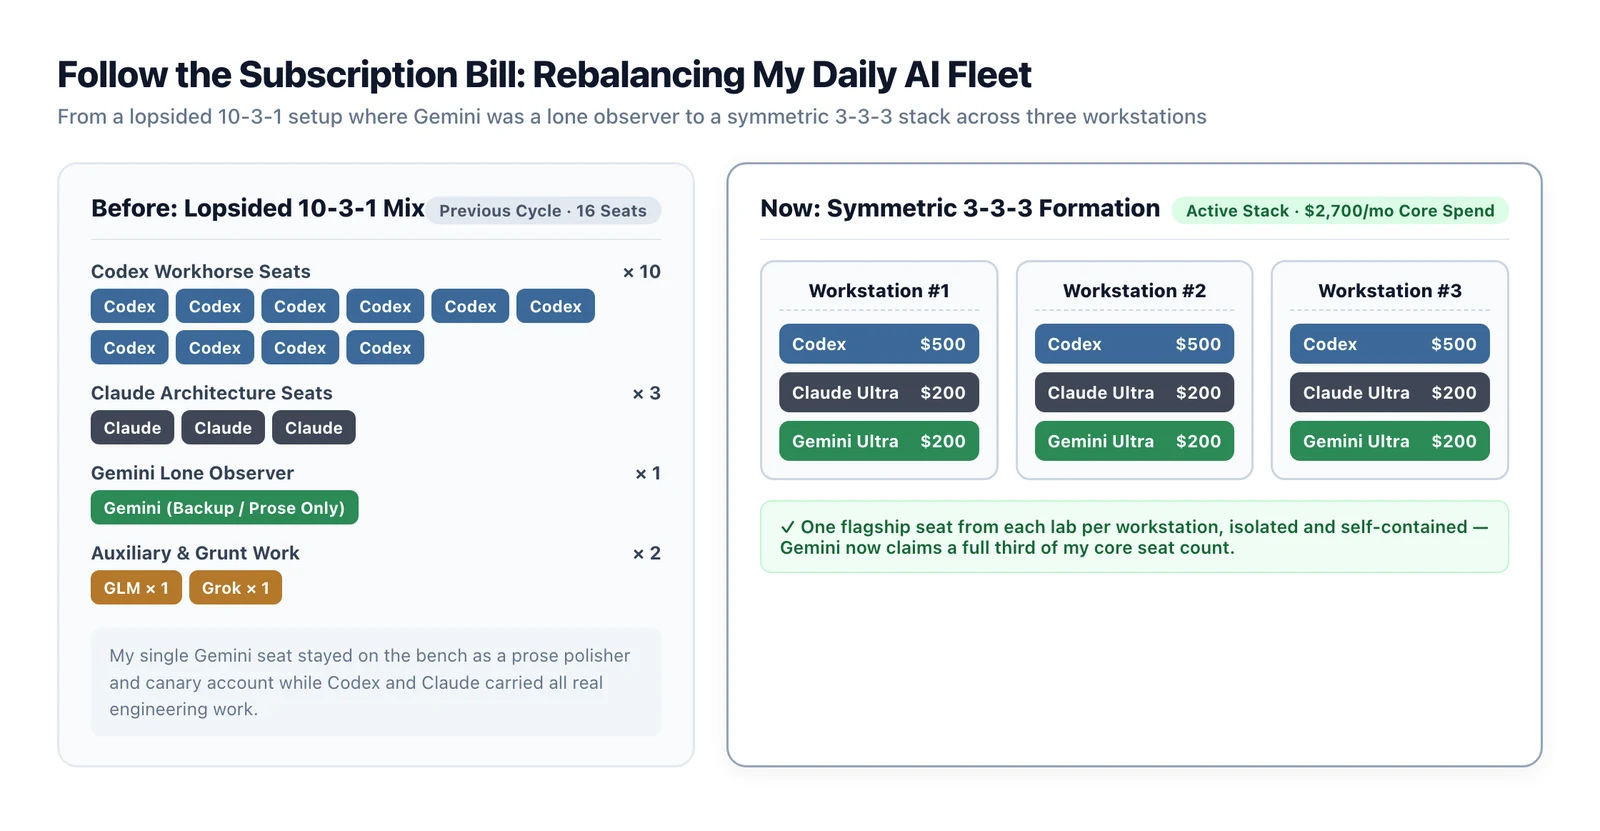 Follow the Subscription Bill: Rebalancing My Daily AI Fleet
From a lopsided 10-3-1 setup where Gemini was a lone observer to a symmetric 3-3-3 stack across three workstations
Before: Lopsided 10-3-1 Mix
Previous Cycle · 16 Seats
Codex Workhorse Seats × 10
Codex Codex Codex Codex Codex Codex
Codex Codex Codex Codex
Claude Architecture Seats × 3
Claude Claude Claude
Gemini Lone Observer × 1
Gemini (Backup / Prose Only)
Auxiliary & Grunt Work × 2
GLM × 1 Grok × 1
My single Gemini seat stayed on the bench as a prose polisher
and canary account while Codex and Claude carried all real
engineering work.
Now: Symmetric 3-3-3 Formation
Active Stack · $2,700/mo Core Spend
Workstation #1
Codex $500
Claude Ultra $200
Gemini Ultra $200
Workstation #2
Codex $500
Claude Ultra $200
Gemini Ultra $200
Workstation #3
Codex $500
Claude Ultra $200
Gemini Ultra $200
✓ One flagship seat from each lab per workstation, isolated and self-contained —
Gemini now claims a full third of my core seat count.